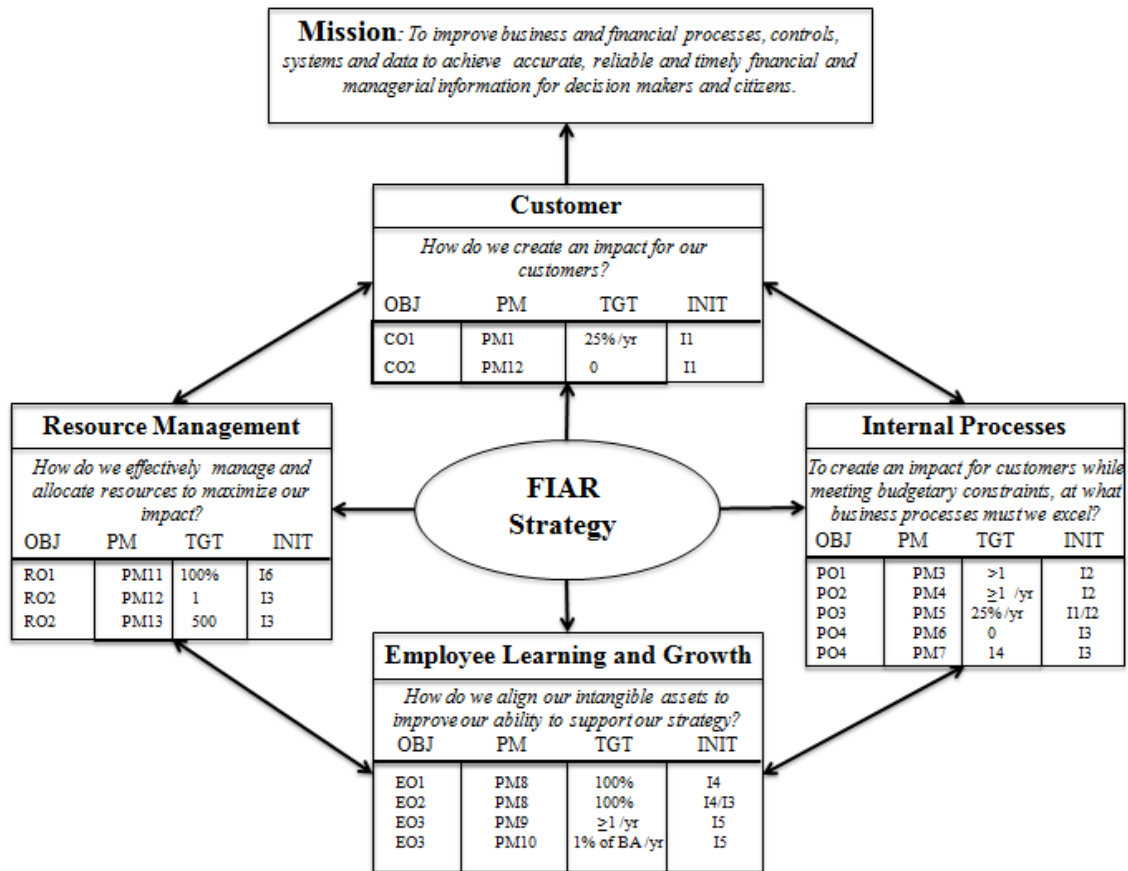 Mission: To improve business and financial processes, controls,
systems and data to achieve accurate, reliable and timely financial and
managerial information for decision makers and citizens.
Customer
How do we create an impact for our
customers?
OBJ PM TGT INIT
CO1 PM1 25% /yr I1
CO2 PM12 0 I1
Resource Management
How do we effectively manage and
allocate resources to maximize our
impact?
OBJ PM TGT INIT
RO1 PM11 100% I6
RO2 PM12 1 I3
RO2 PM13 500 I3
FIAR
Strategy
Internal Processes
To create an impact for customers while
meeting budgetary constraints, at what
business processes must we excel?
OBJ PM TGT INIT
PO1 PM3 >1 I2
PO2 PM4 ≥1 /yr I2
PO3 PM5 25% /yr I1/I2
PO4 PM6 0 I3
PO4 PM7 14 I3
Employee Learning and Growth
How do we align our intangible assets to
improve our ability to support our strategy?
OBJ PM TGT INIT
EO1 PM8 100% I4
EO2 PM8 100% I4/I3
EO3 PM9 ≥1 /yr I5
EO3 PM10 1% of BA /yr I5